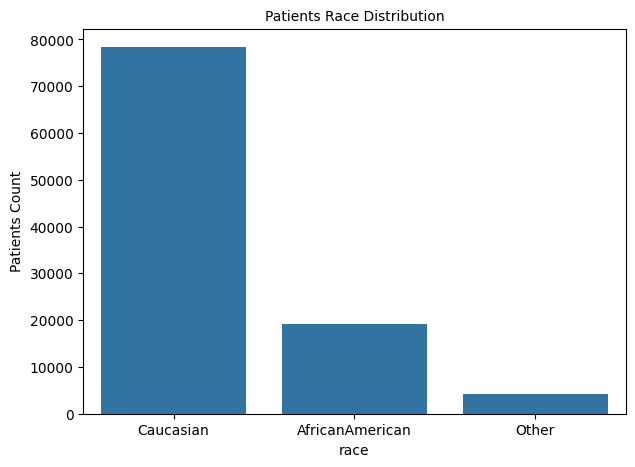 Patients Race Distribution
Patients Count
80000
70000
60000
50000
40000
30000
20000
10000
0
Caucasian AfricanAmerican Other
race